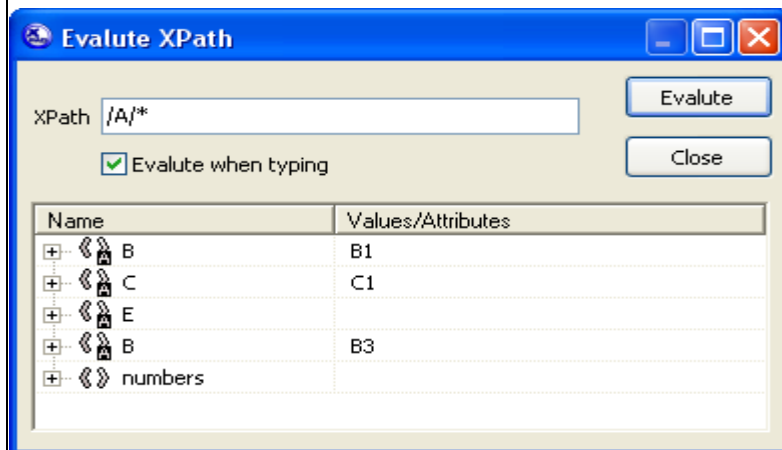 Evalute XPath
Evalute
XPath /A/*
Evalute when typing
Close
Name Values/Attributes
B B1
C C1
E
B B3
numbers